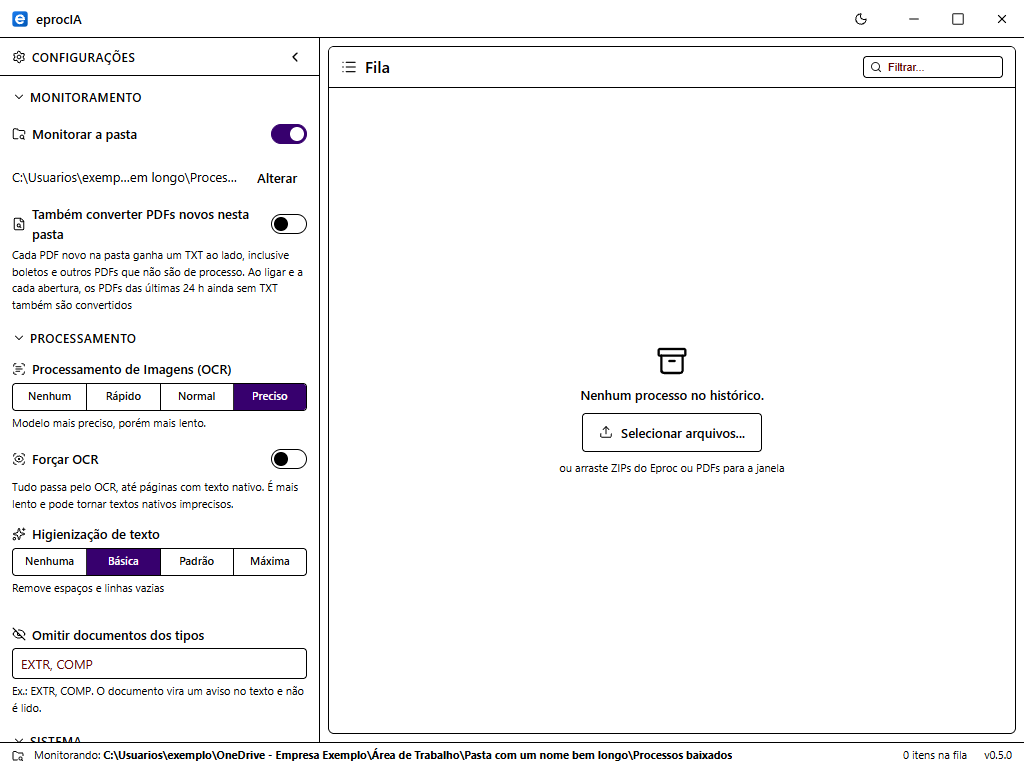 eprocIA
CONFIGURAÇÕES
MONITORAMENTO
Monitorar a pasta
C:\Usuarios\exemp...em longo\Proces...
Alterar
Também converter PDFs novos nesta
pasta
Cada PDF novo na pasta ganha um TXT ao lado, inclusive
boletos e outros PDFs que não são de processo. Ao ligar e a
cada abertura, os PDFs das últimas 24 h ainda sem TXT
também são convertidos
PROCESSAMENTO
Processamento de Imagens (OCR)
Nenhum Rápido Normal Preciso
Modelo mais preciso, porém mais lento.
Forçar OCR
Tudo passa pelo OCR, até páginas com texto nativo. É mais
lento e pode tornar textos nativos imprecisos.
Higienização de texto
Nenhuma Básica Padrão Máxima
Remove espaços e linhas vazias
Omitir documentos dos tipos
EXTR, COMP
Ex.: EXTR, COMP. O documento vira um aviso no texto e não
é lido.
SISTEMA
Fila
Filtrar...
Nenhum processo no histórico.
Selecionar arquivos...
ou arraste ZIPs do Eproc ou PDFs para a janela
Monitorando: C:\Usuarios\exemplo\OneDrive - Empresa Exemplo\Área de Trabalho\Pasta com um nome bem longo\Processos baixados
0 itens na fila v0.5.0